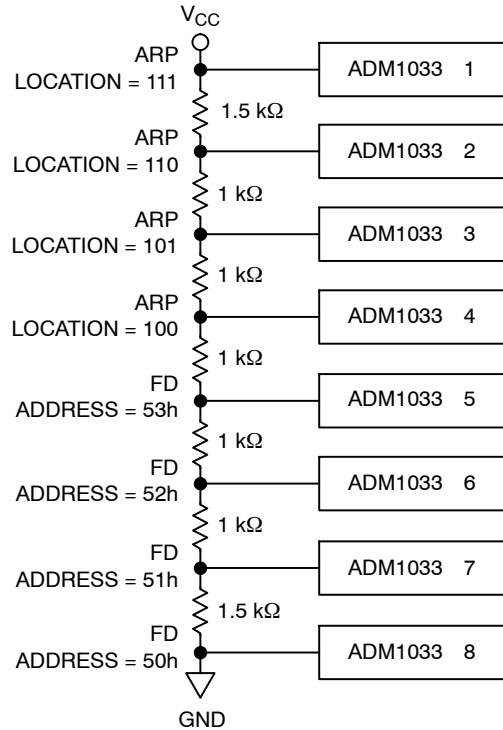 VCC
ARP
LOCATION = 111
ADM1033 1
1.5 kΩ
ARP
LOCATION = 110
ADM1033 2
1 kΩ
ARP
LOCATION = 101
ADM1033 3
1 kΩ
ARP
LOCATION = 100
ADM1033 4
1 kΩ
FD
ADDRESS = 53h
ADM1033 5
1 kΩ
FD
ADDRESS = 52h
ADM1033 6
1 kΩ
FD
ADDRESS = 51h
ADM1033 7
1.5 kΩ
FD
ADDRESS = 50h
ADM1033 8
GND